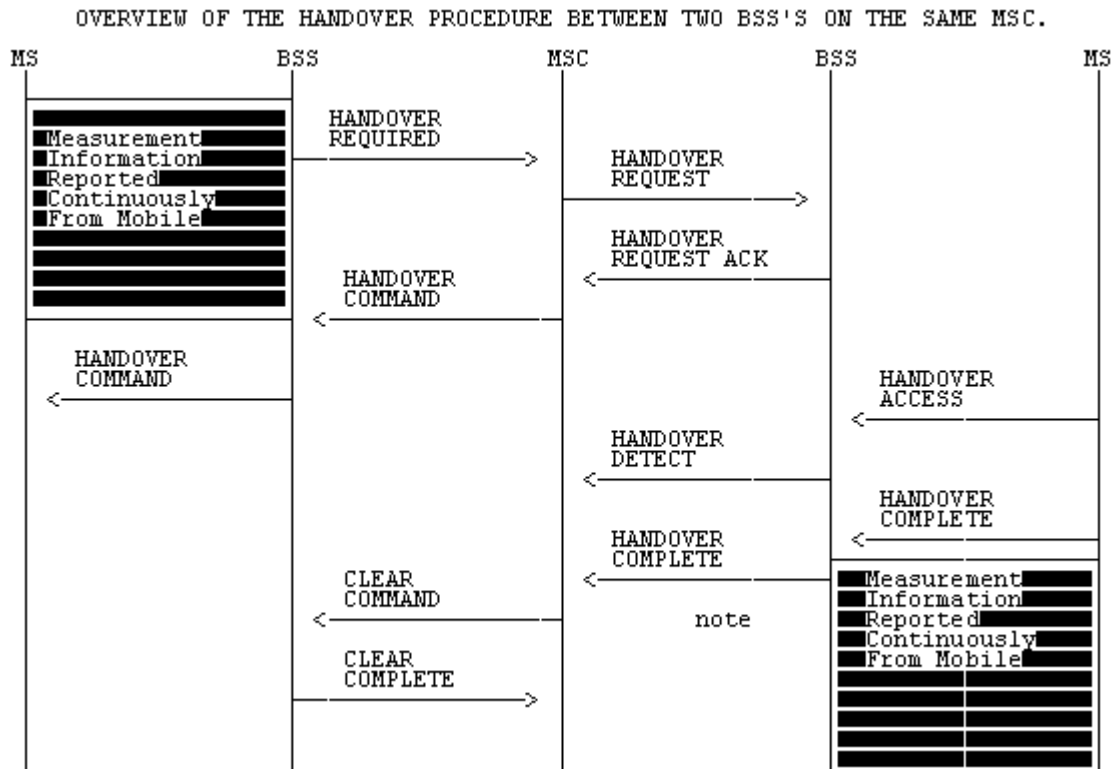 OVERVIEW OF THE HANDOVER PROCEDURE BETWEEN TWO BSS'S ON THE SAME MSC.
MS BSS MSC BSS MS
HANDOVER
REQUIRED
Measurement
Information
Reported
Continuously
From Mobile
HANDOVER
REQUEST
HANDOVER
REQUEST ACK
HANDOVER
COMMAND
HANDOVER
COMMAND
HANDOVER
ACCESS
HANDOVER
DETECT
HANDOVER
COMPLETE
HANDOVER
COMPLETE
CLEAR
COMMAND
note
Measurement
Information
Reported
Continuously
From Mobile
CLEAR
COMPLETE